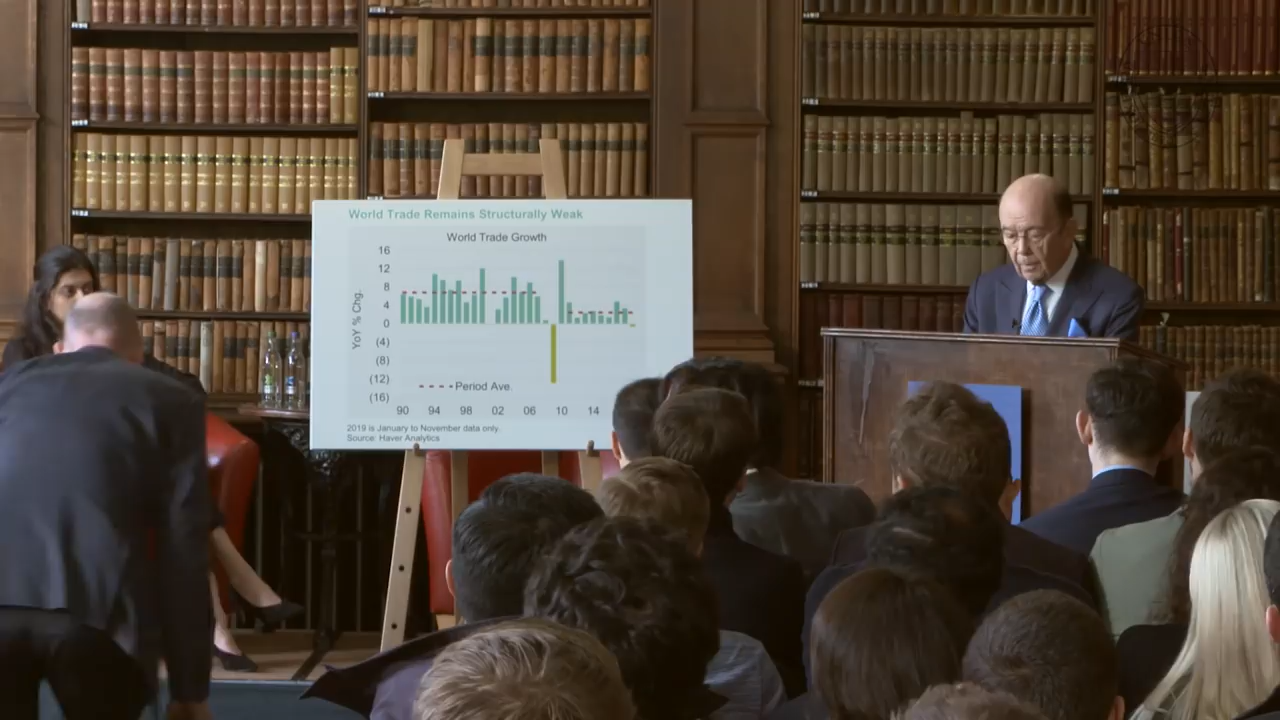 World Trade Remains Structurally Weak
World Trade Growth
YoY % Chg.
16
12
8
4
0
(4)
(8)
(12)
(16)
Period Ave.
90 94 98 02 06 10 14
2019 is January to November data only.
Source: Haver Analytics